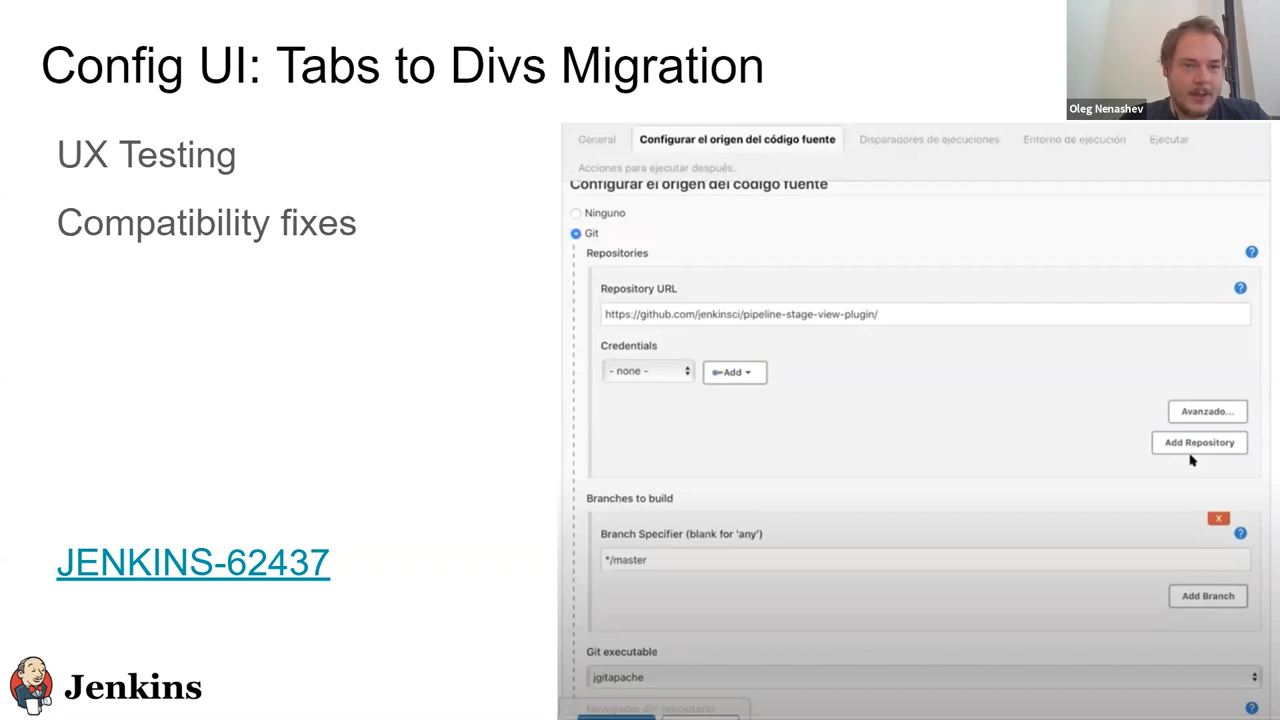 Config UI: Tabs to Divs Migration
Oleg Nenashev
UX Testing
Compatibility fixes
JENKINS-62437
Jenkins
General
Configurar el origen del código fuente
Disparadores de ejecuciones
Entorno de ejecución
Ejecutar
Acciones para ejecutar después.
Configurar el origen del código fuente
Ninguno
Git
Repositories
?
Repository URL
?
https://github.com/jenkinsci/pipeline-stage-view-plugin/
Credentials
- none -
Add
Avanzado...
Add Repository
Branches to build
X
Branch Specifier (blank for 'any')
?
*/master
Add Branch
Git executable
jgitapache
Navegador del repositorio
?